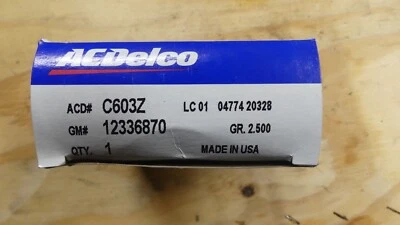 ACDelco
ACD# C603Z LC 01 04774 20328
GM# 12336870 GR. 2.500
QTY. 1 MADE IN USA